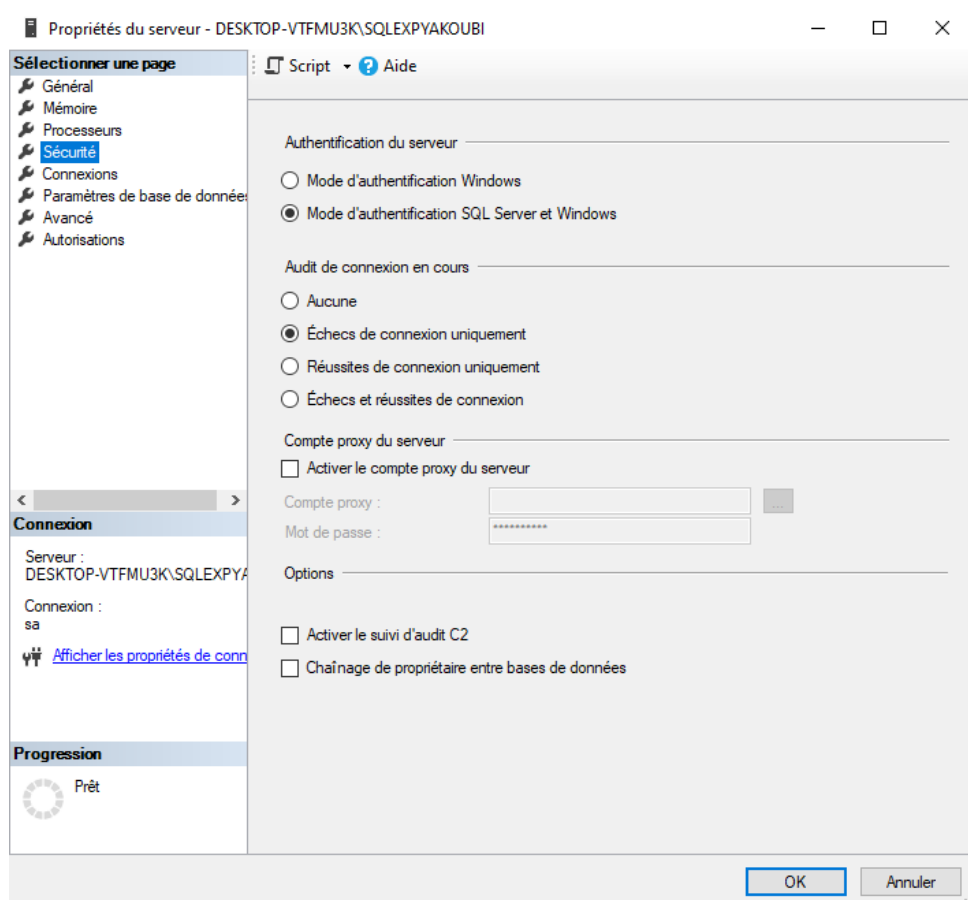 Propriétés du serveur - DESKTOP-VTFMU3K\SQLEXPYAKOUBI
Sélectionner une page
Général
Mémoire
Processeurs
Sécurité
Connexions
Paramètres de base de données
Avancé
Autorisations
Script
Aide
Authentification du serveur
Mode d'authentification Windows
Mode d'authentification SQL Server et Windows
Audit de connexion en cours
Aucune
Échecs de connexion uniquement
Réussites de connexion uniquement
Échecs et réussites de connexion
Compte proxy du serveur
Activer le compte proxy du serveur
Compte proxy :
...
Mot de passe :
**********
Options
Activer le suivi d'audit C2
Chaînage de propriétaire entre bases de données
Connexion
Serveur :
DESKTOP-VTFMU3K\SQLEXPYA
Connexion :
sa
Afficher les propriétés de conn
Progression
Prêt
OK
Annuler